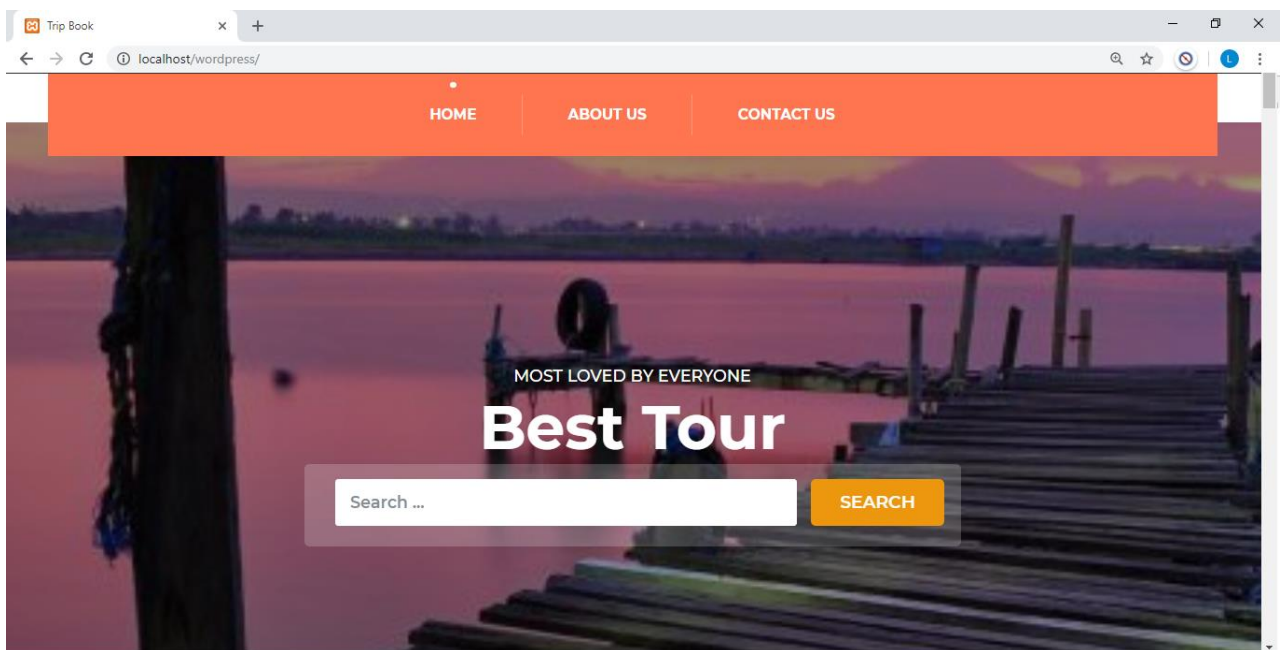 Trip Book
localhost/wordpress/
L
HOME ABOUT US CONTACT US
MOST LOVED BY EVERYONE
Best Tour
Search ... SEARCH